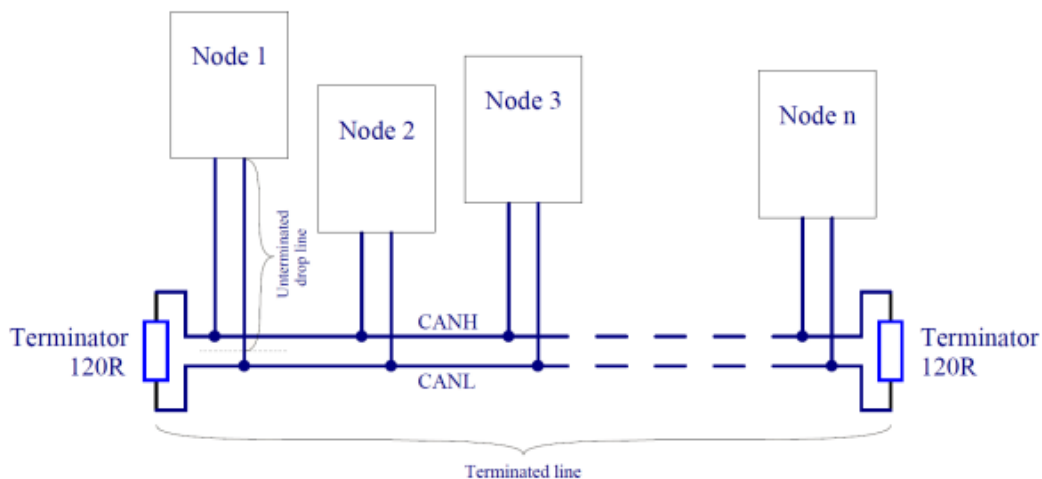 Node 1
Node 2
Node 3
Node n
Unterminated
drop line
Terminator
120R
CANH
CANL
Terminator
120R
Terminated line